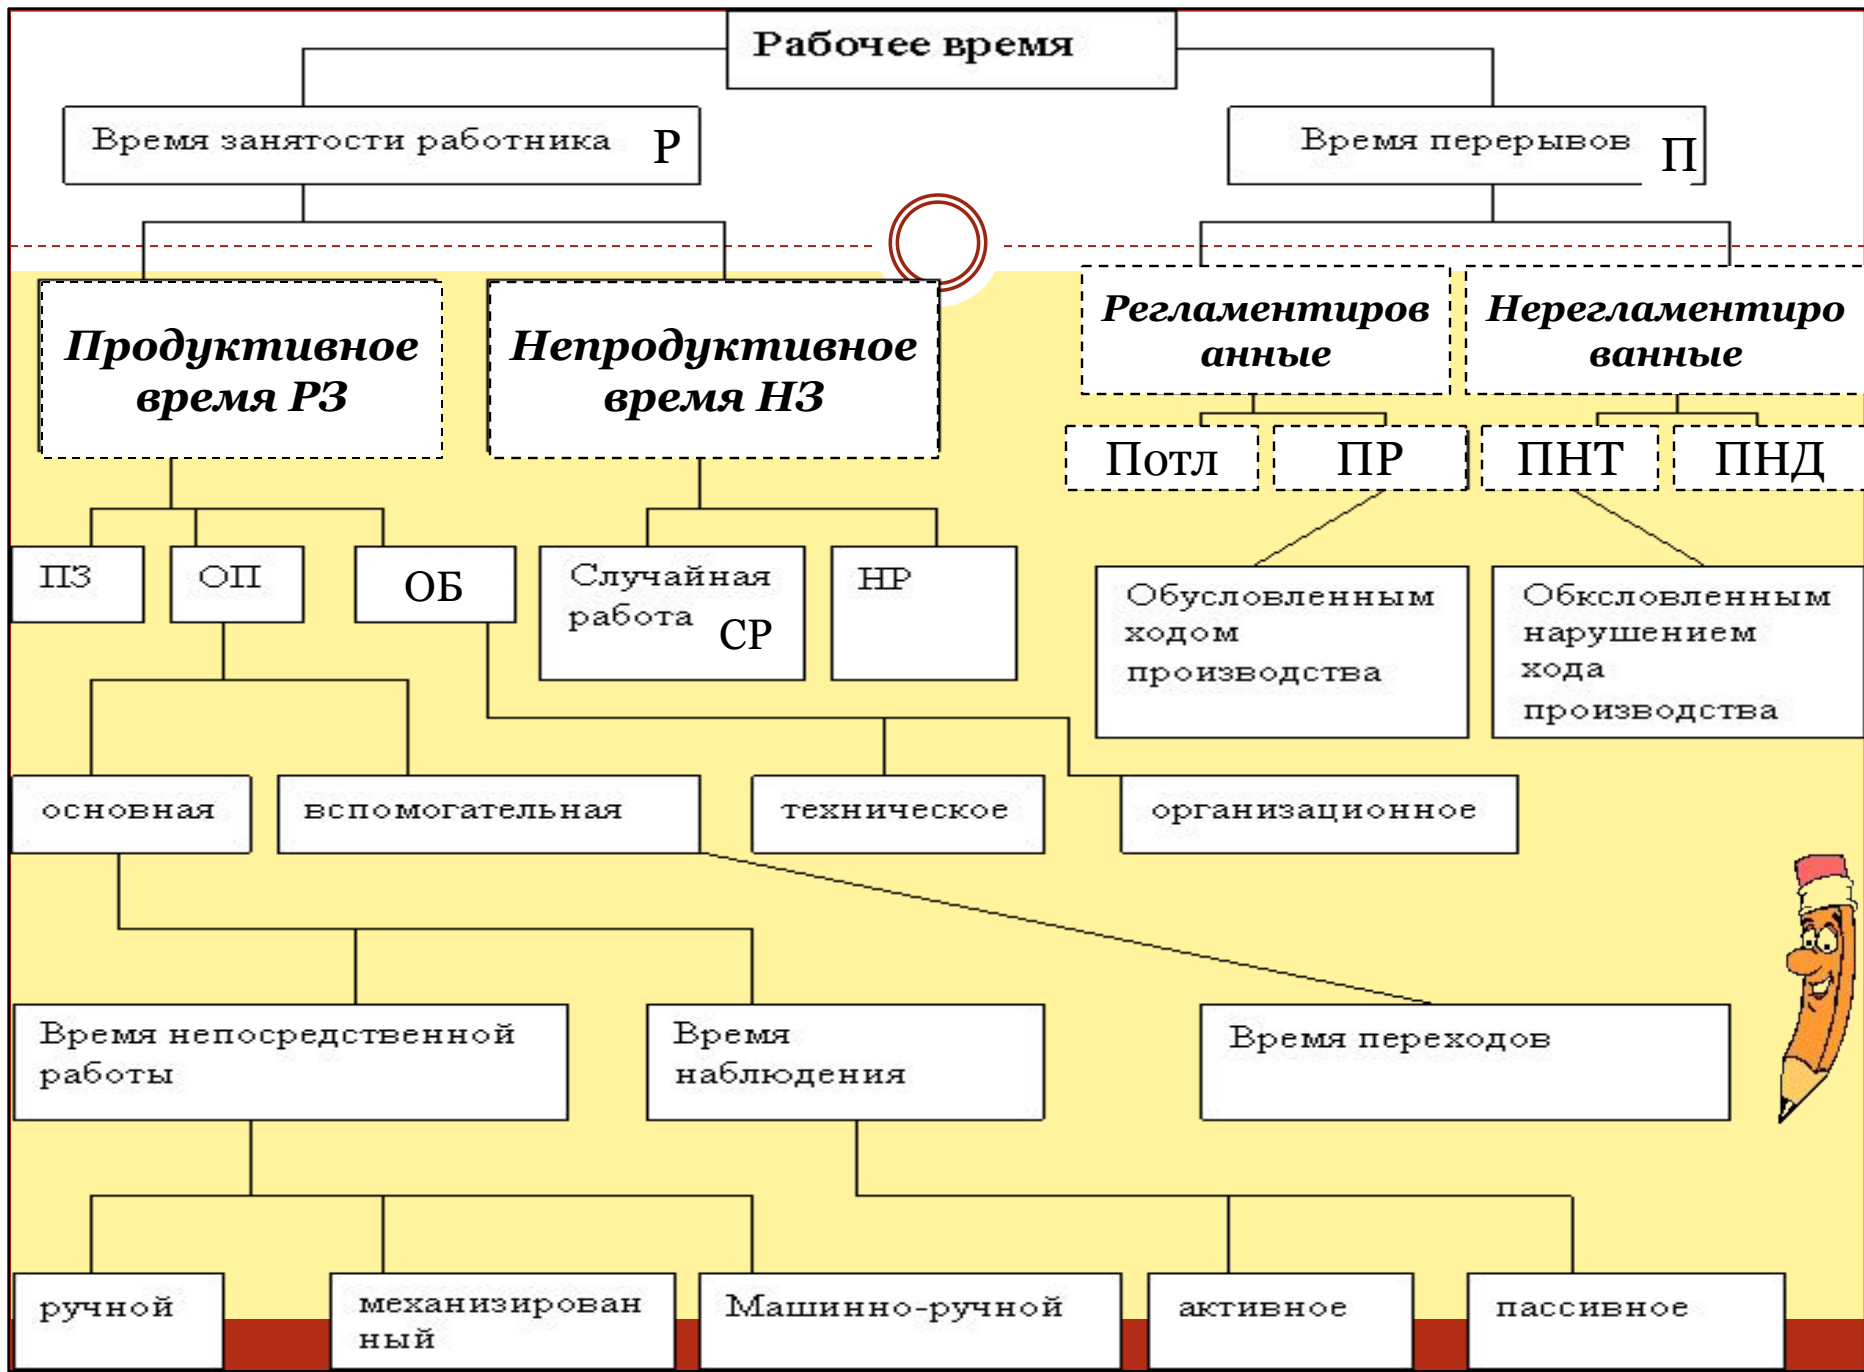 Рабочее время
Время занятости работника Р
Время перерывов П
Продуктивное
время РЗ
Непродуктивное
время НЗ
Регламентиров
анные
Нерегламентиро
ванные
Потл
ПР
ПНТ
ПНД
ПЗ
ОП
ОБ
Случайная
работа СР
НР
Обусловленным
ходом
производства
Обксловленным
нарушением
хода
производства
основная
вспомогательная
техническое
организационное
Время непосредственной
работы
Время
наблюдения
Время переходов
ручной
механизирован
ный
Машинно-ручной
активное
пассивное